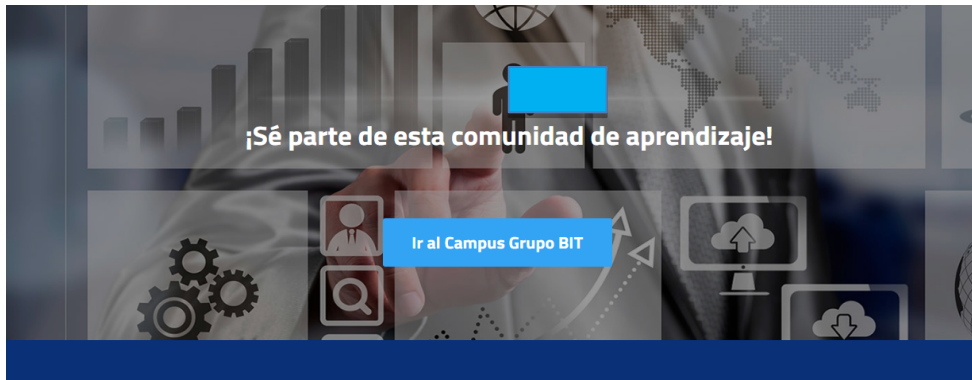 ¡Sé parte de esta comunidad de aprendizaje!
Ir al Campus Grupo BIT